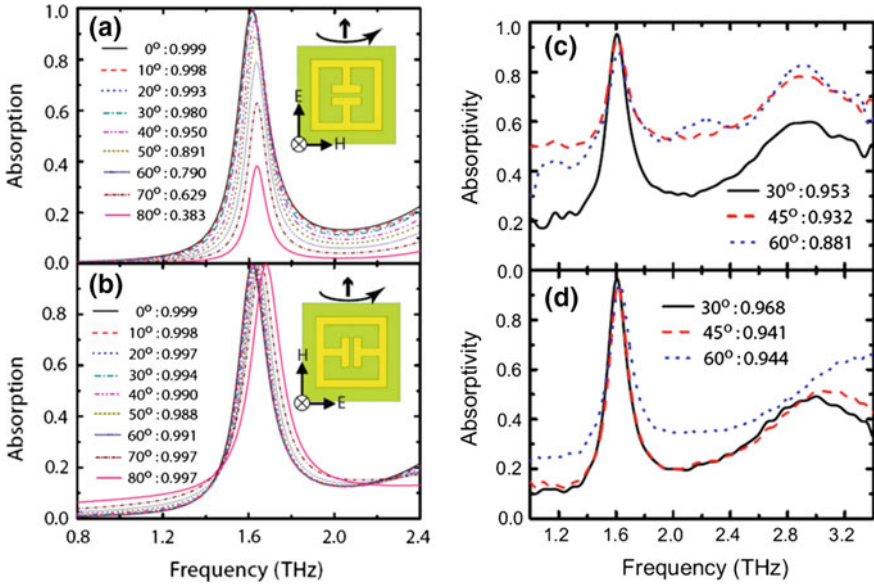 (a)
Absorption
1.0
0.8
0.6
0.4
0.2
0.0
0° : 0.999
10° : 0.998
20° : 0.993
30° : 0.980
40° : 0.950
50° : 0.891
60° : 0.790
70° : 0.629
80° : 0.383
E
H
(b)
Absorption
0.8
0.6
0.4
0.2
0.0
0° : 0.999
10° : 0.998
20° : 0.997
30° : 0.994
40° : 0.990
50° : 0.988
60° : 0.991
70° : 0.997
80° : 0.997
H
E
0.8 1.2 1.6 2.0 2.4
Frequency (THz)
(c)
Absorptivity
1.0
0.8
0.6
0.4
0.2
0.0
30° : 0.953
45° : 0.932
60° : 0.881
(d)
Absorptivity
0.8
0.6
0.4
0.2
0.0
30° : 0.968
45° : 0.941
60° : 0.944
1.2 1.6 2.0 2.4 2.8 3.2
Frequency (THz)